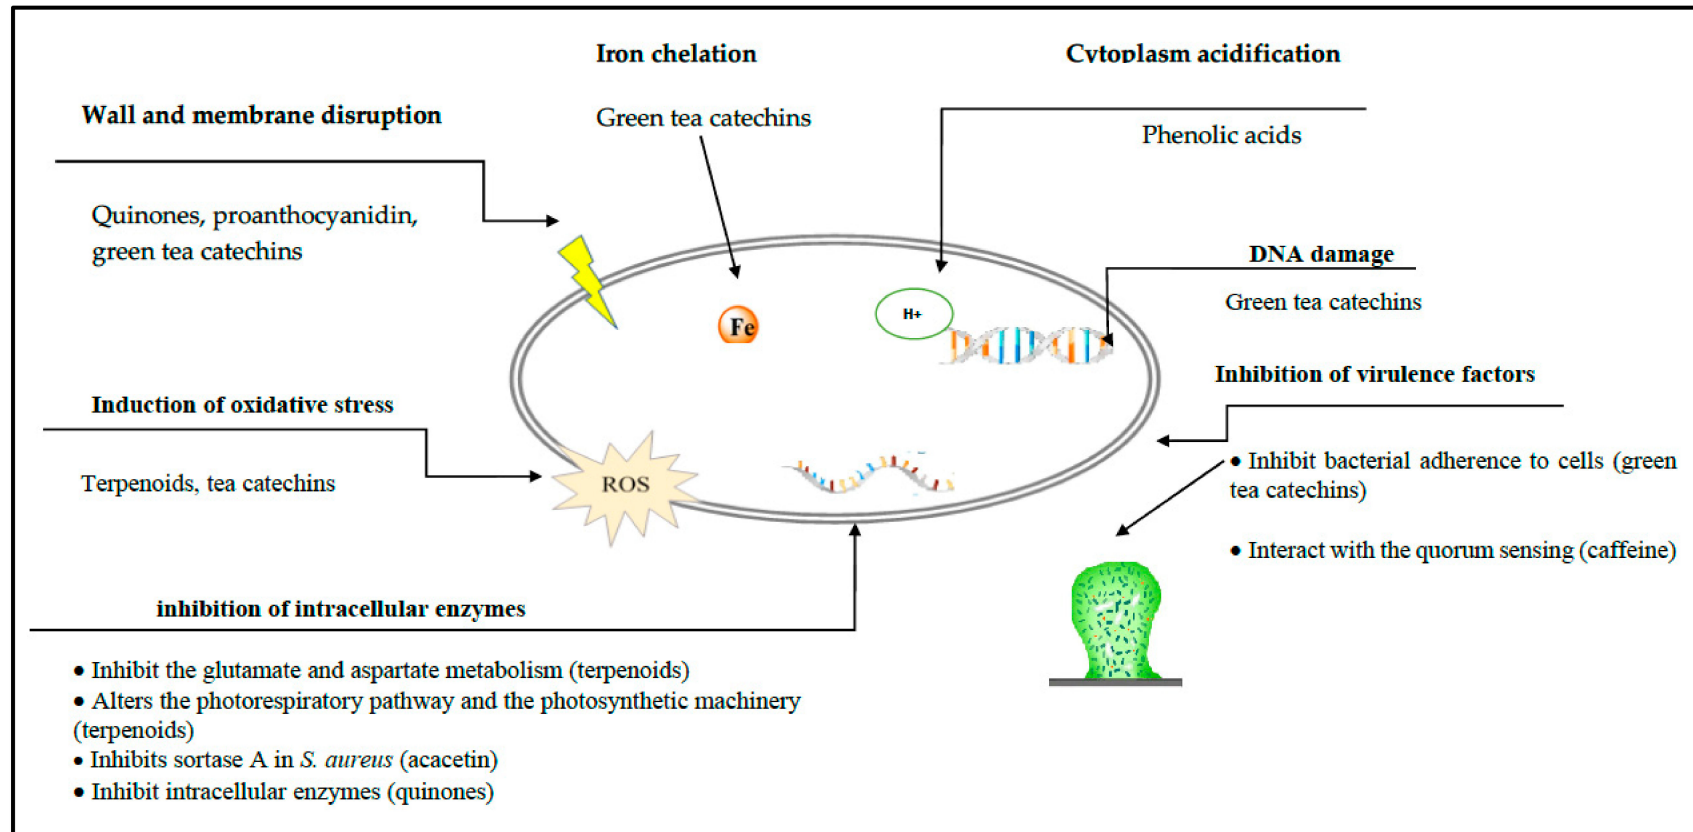 Iron chelation
Green tea catechins
Cytoplasm acidification
Phenolic acids
Wall and membrane disruption
Quinones, proanthocyanidin,
green tea catechins
DNA damage
Green tea catechins
Fe
H+
Inhibition of virulence factors
• Inhibit bacterial adherence to cells (green
tea catechins)
• Interact with the quorum sensing (caffeine)
Induction of oxidative stress
Terpenoids, tea catechins
ROS
inhibition of intracellular enzymes
• Inhibit the glutamate and aspartate metabolism (terpenoids)
• Alters the photorespiratory pathway and the photosynthetic machinery
(terpenoids)
• Inhibits sortase A in S. aureus (acacetin)
• Inhibit intracellular enzymes (quinones)